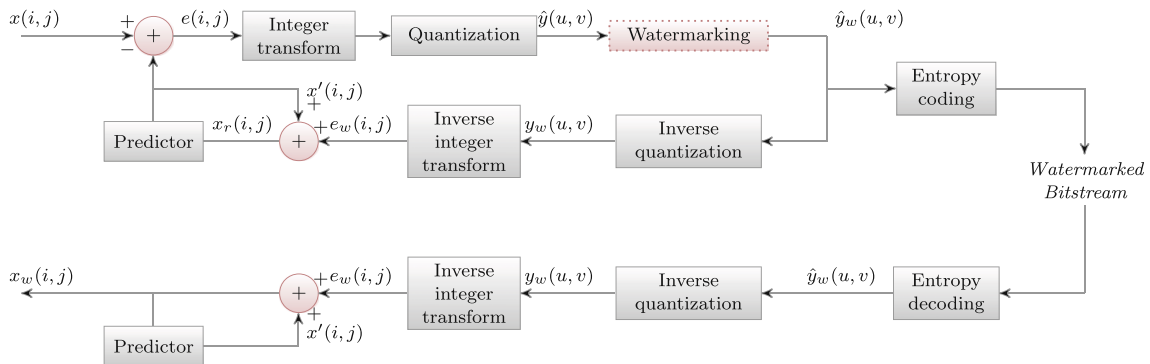 x(i, j)
+
−
+
e(i, j)
Integer
transform
Quantization
ŷ(u, v)
Watermarking
ŷ_w(u, v)
Entropy
coding
x′(i, j)
+
Predictor
x_r(i, j)
+
+
e_w(i, j)
Inverse
integer
transform
y_w(u, v)
Inverse
quantization
Watermarked
Bitstream
x_w(i, j)
+
+
e_w(i, j)
Inverse
integer
transform
y_w(u, v)
Inverse
quantization
ŷ_w(u, v)
Entropy
decoding
+
x′(i, j)
Predictor